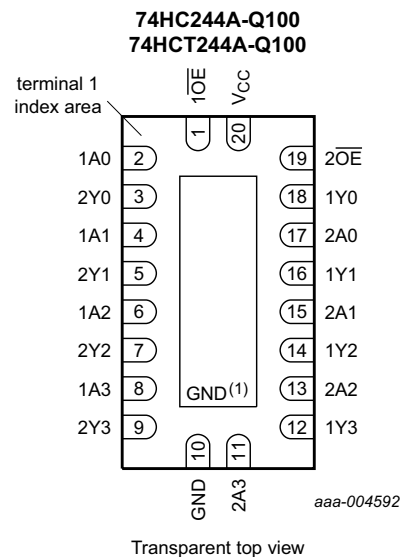 74HC244A-Q100
74HCT244A-Q100
terminal 1
index area
1O̅E̅
VCC
1
20
1A0 2
19 2O̅E̅
2Y0 3
18 1Y0
1A1 4
17 2A0
2Y1 5
16 1Y1
1A2 6
15 2A1
2Y2 7
14 1Y2
1A3 8
GND(1)
13 2A2
2Y3 9
12 1Y3
10
11
GND
2A3
aaa-004592
Transparent top view